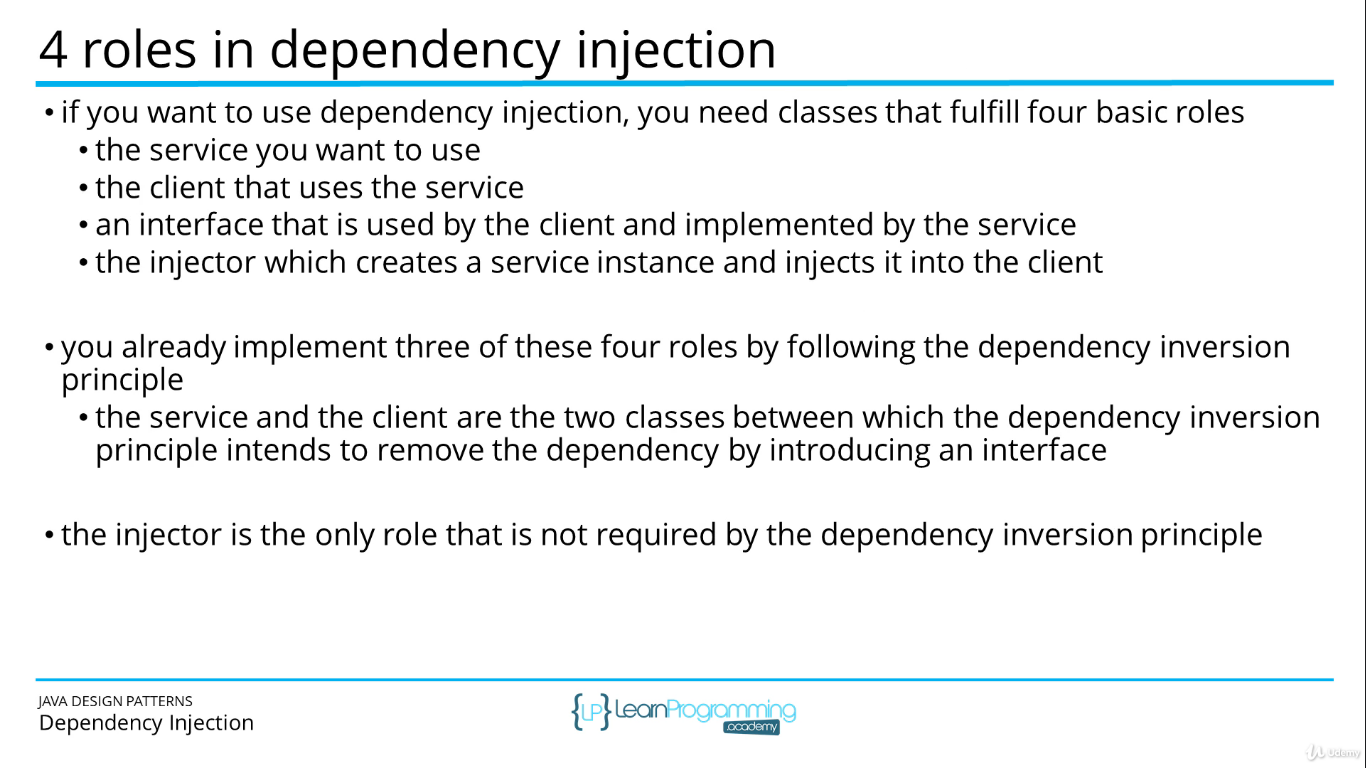 4 roles in dependency injection
• if you want to use dependency injection, you need classes that fulfill four basic roles
• the service you want to use
• the client that uses the service
• an interface that is used by the client and implemented by the service
• the injector which creates a service instance and injects it into the client
• you already implement three of these four roles by following the dependency inversion
principle
• the service and the client are the two classes between which the dependency inversion
principle intends to remove the dependency by introducing an interface
• the injector is the only role that is not required by the dependency inversion principle
JAVA DESIGN PATTERNS
Dependency Injection
{LP} LearnProgramming
.academy
Udemy